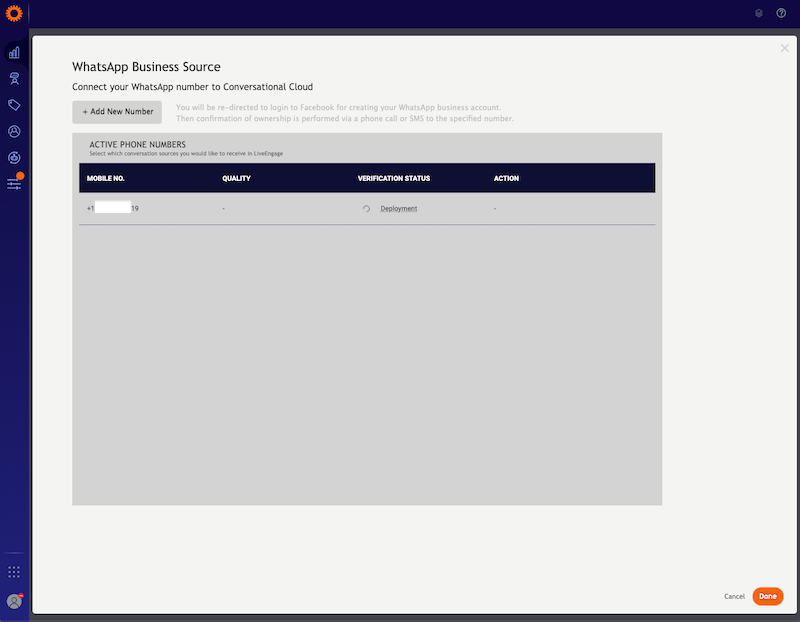 WhatsApp Business Source
Connect your WhatsApp number to Conversational Cloud
+ Add New Number
You will be re-directed to login to Facebook for creating your WhatsApp business account.
Then confirmation of ownership is performed via a phone call or SMS to the specified number.
ACTIVE PHONE NUMBERS
Select which conversation sources you would like to receive in LiveEngage
MOBILE NO. QUALITY VERIFICATION STATUS ACTION
+1 19 - Deployment -
Cancel Done